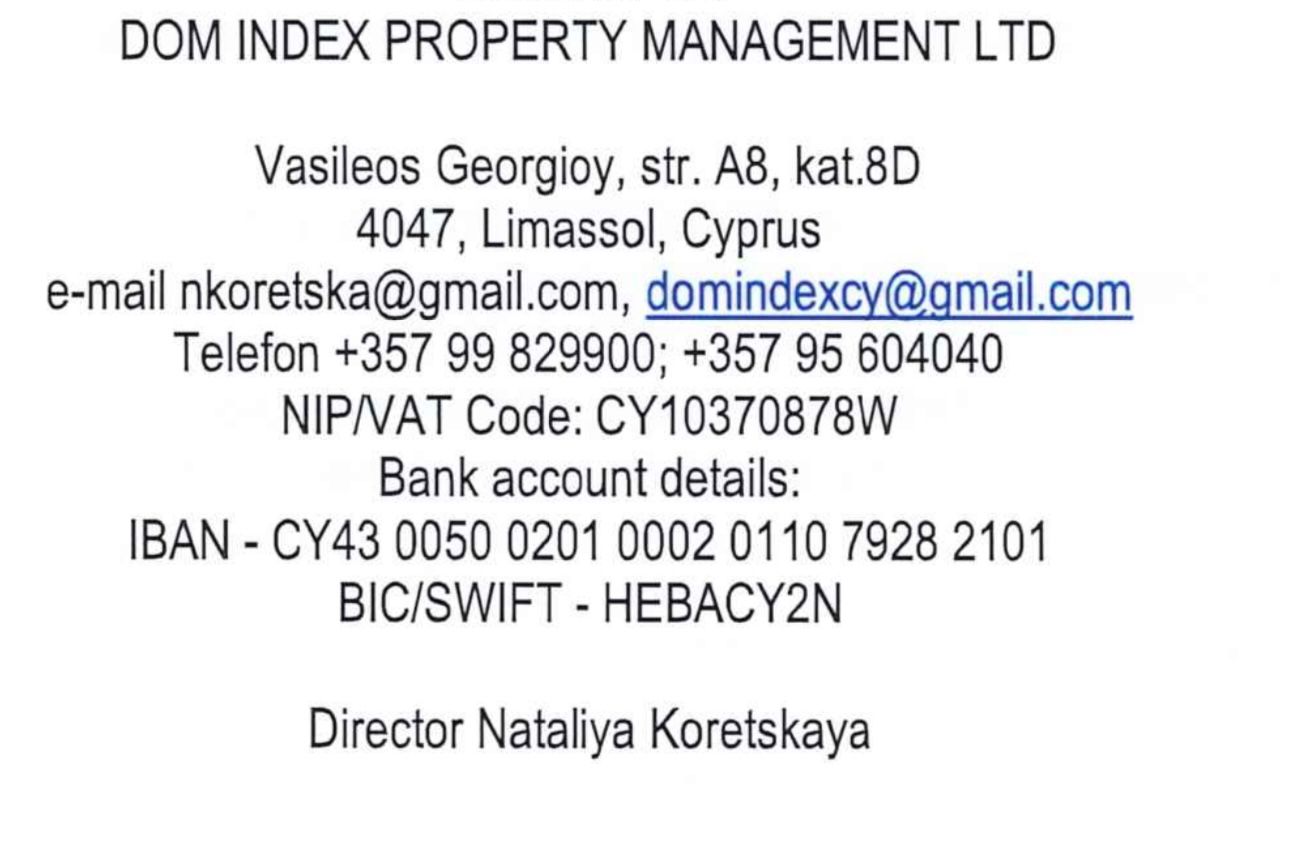 DOM INDEX PROPERTY MANAGEMENT LTD
Vasileos Georgioy, str. A8, kat.8D
4047, Limassol, Cyprus
e-mail nkoretska@gmail.com, domindexcy@gmail.com
Telefon +357 99 829900; +357 95 604040
NIP/VAT Code: CY10370878W
Bank account details:
IBAN - CY43 0050 0201 0002 0110 7928 2101
BIC/SWIFT - HEBACY2N
Director Nataliya Koretskaya